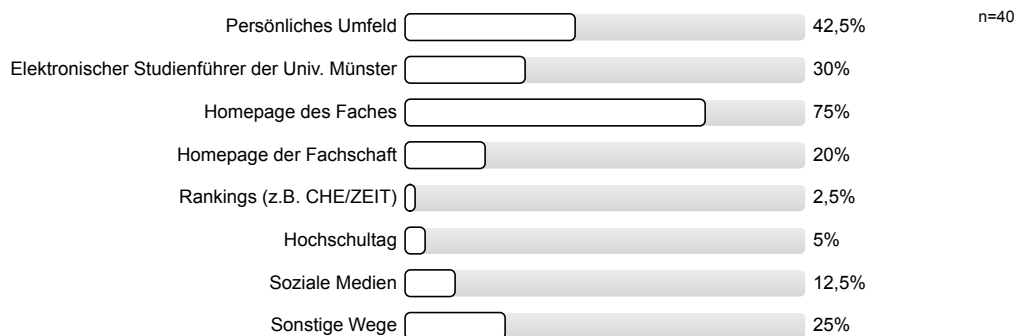 Persönliches Umfeld 42,5% n=40
Elektronischer Studienführer der Univ. Münster 30%
Homepage des Faches 75%
Homepage der Fachschaft 20%
Rankings (z.B. CHE/ZEIT) 2,5%
Hochschultag 5%
Soziale Medien 12,5%
Sonstige Wege 25%